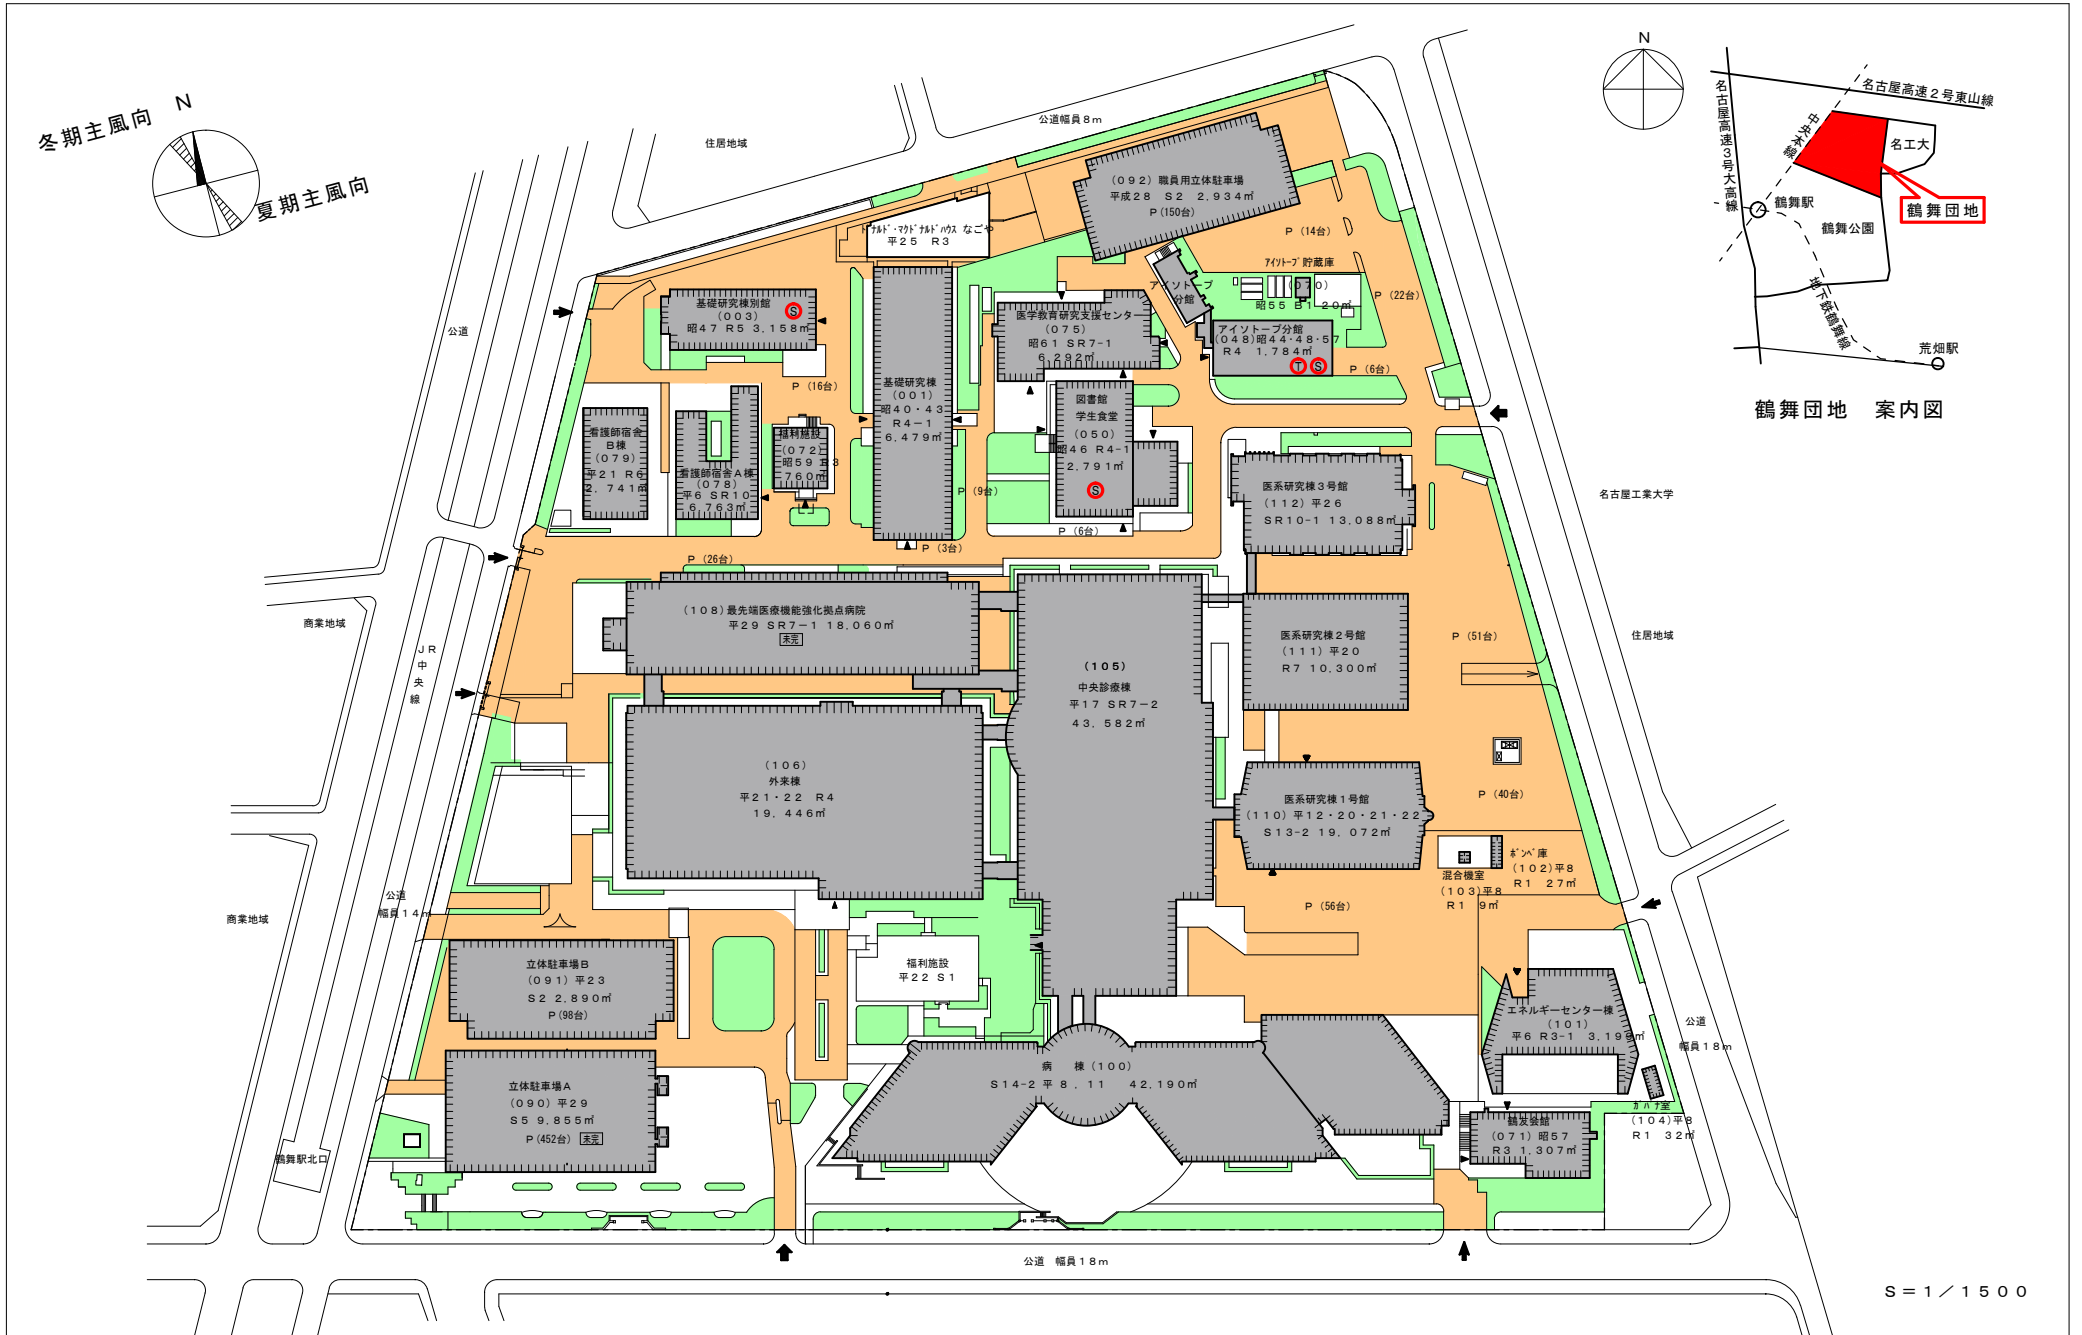 冬期主風向
N
夏期主風向
N
名古屋高速2号東山線
名古屋高速3号大高線
中央本線
名工大
鶴舞駅
鶴舞公園
鶴舞団地
地下鉄鶴舞線
荒畑駅
鶴舞団地 案内図
公道幅員8m
住居地域
(092) 職員用立体駐車場
平成28 S2 2,934㎡
P(150台)
ドナルド・マクドナルドハウス なごや
平25 R3
P (14台)
アイソトープ貯蔵庫
(070)
昭55 B1 20㎡
P (22台)
アイソトープ
分館
アイソトープ分館
(048)昭44・48・57
R4 1,784㎡
T S
P (6台)
基礎研究棟別館
(003)
昭47 R5 3,158㎡
S
公道
P (16台)
基礎研究棟
(001)
昭40・43
R4-1
6,479㎡
医学教育研究支援センター
(075)
昭61 SR7-1
6,292㎡
図書館
学生食堂
(050)
昭46 R4-1
2,791㎡
S
看護師宿舎
B棟
(079)
平21 R6
2,741㎡
看護師宿舎A棟
(078)
平6 SR10
6,763㎡
福利施設
(072)
昭59 R3
760㎡
P (9台)
P (6台)
P (3台)
P (26台)
医系研究棟3号館
(112) 平26
SR10-1 13,088㎡
名古屋工業大学
商業地域
(108)最先端医療機能強化拠点病院
平29 SR7-1 18,060㎡
未完
(105)
中央診療棟
平17 SR7-2
43,582㎡
医系研究棟2号館
(111) 平20
R7 10,300㎡
P (51台)
住居地域
JR中央線
(106)
外来棟
平21・22 R4
19,446㎡
医系研究棟1号館
(110) 平12・20・21・22
S13-2 19,072㎡
P (40台)
ボンベ庫
(102)平8
R1 27㎡
混合機室
(103)平8
R1 9㎡
P (56台)
公道
幅員14m
商業地域
立体駐車場B
(091) 平23
S2 2,890㎡
P(98台)
福利施設
平22 S1
エネルギーセンター棟
(101)
平6 R3-1 3,199㎡
公道
幅員18m
病 棟 (100)
S14-2 平8,11 42,190㎡
立体駐車場A
(090) 平29
S5 9,855㎡
P(452台) 未完
ガバナ室
(104)平8
R1 32㎡
鶴友会館
(071) 昭57
R3 1,307㎡
鶴舞駅北口
公道 幅員18m
S=1/1500